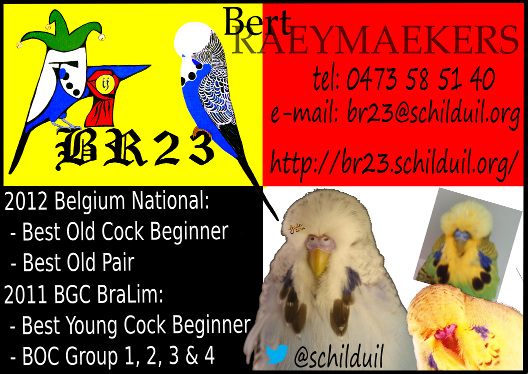 Bert
RAEYMAEKERS
tel: 0473 58 51 40
e-mail: br23@schilduil.org
BR23
http://br23.schilduil.org/
2012 Belgium National:
- Best Old Cock Beginner
- Best Old Pair
2011 BGC BraLim:
- Best Young Cock Beginner
- BOC Group 1, 2, 3 & 4
@schilduil